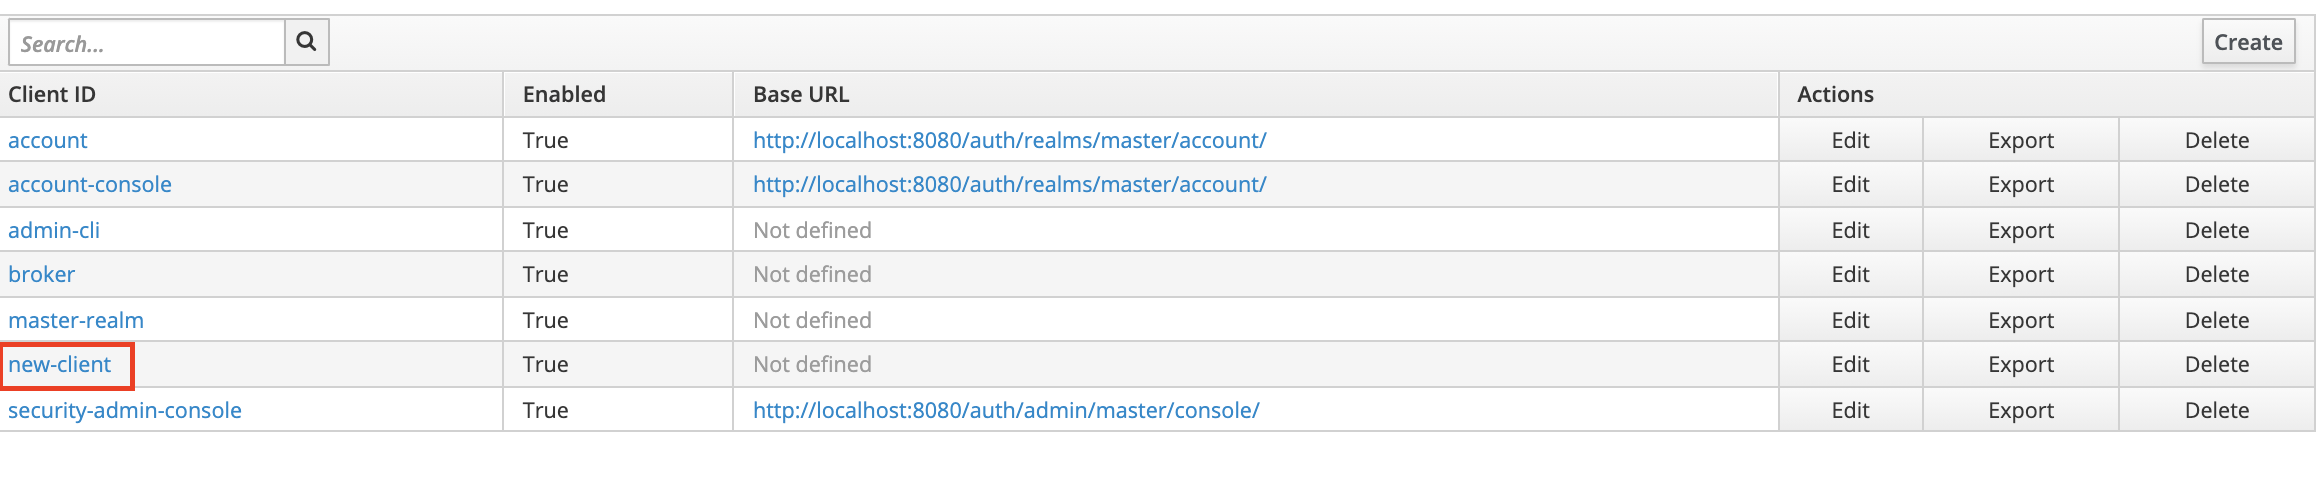 Search... Create
Client ID Enabled Base URL Actions
account True http://localhost:8080/auth/realms/master/account/ Edit Export Delete
account-console True http://localhost:8080/auth/realms/master/account/ Edit Export Delete
admin-cli True Not defined Edit Export Delete
broker True Not defined Edit Export Delete
master-realm True Not defined Edit Export Delete
new-client True Not defined Edit Export Delete
security-admin-console True http://localhost:8080/auth/admin/master/console/ Edit Export Delete